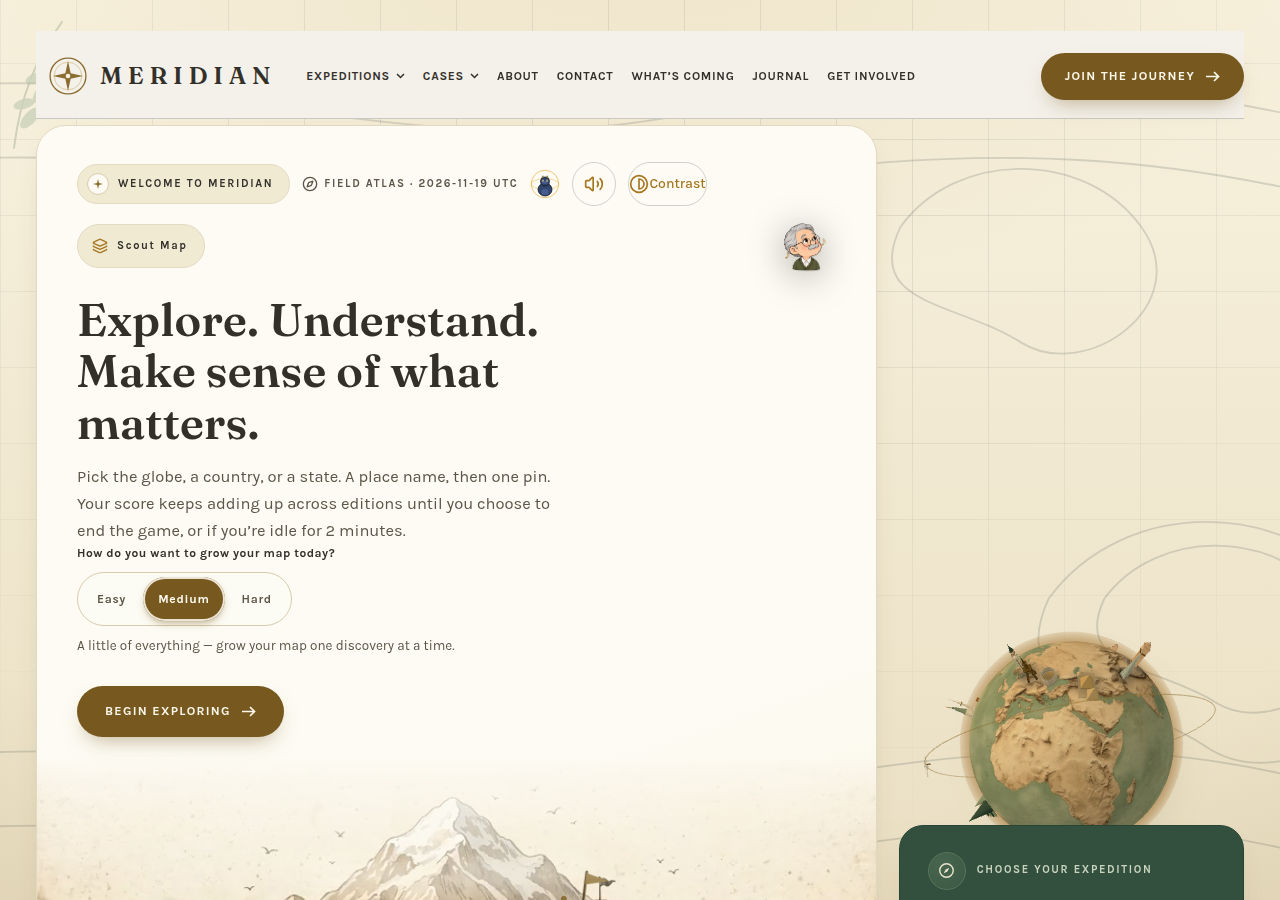 MERIDIAN
EXPEDITIONS CASES ABOUT CONTACT WHAT'S COMING JOURNAL GET INVOLVED
JOIN THE JOURNEY
WELCOME TO MERIDIAN
FIELD ATLAS · 2026-11-19 UTC
Contrast
Scout Map
Explore. Understand.
Make sense of what
matters.
Pick the globe, a country, or a state. A place name, then one pin.
Your score keeps adding up across editions until you choose to
end the game, or if you’re idle for 2 minutes.
How do you want to grow your map today?
Easy Medium Hard
A little of everything — grow your map one discovery at a time.
BEGIN EXPLORING
CHOOSE YOUR EXPEDITION